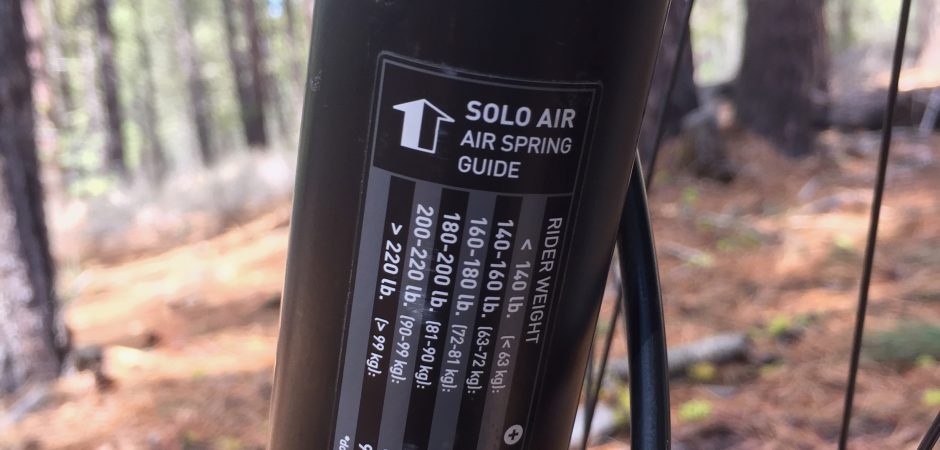 SOLO AIR
AIR SPRING
GUIDE
RIDER WEIGHT
< 140 lb. (< 63 kg):
140-160 lb. (63-72 kg):
160-180 lb. (72-81 kg):
180-200 lb. (81-90 kg):
200-220 lb. (90-99 kg):
> 220 lb. (> 99 kg):